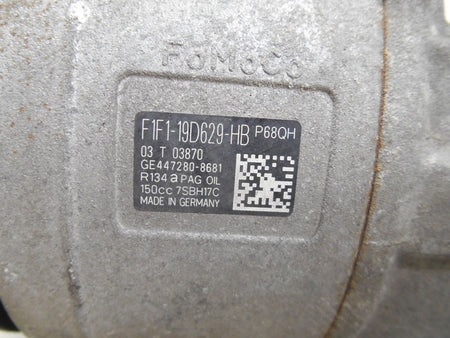 FoMoCo
F1F1-19D629-HB P68QH
03 T 03870
GE447280-8681
R134a PAG OIL
150cc 7SBH17C
MADE IN GERMANY